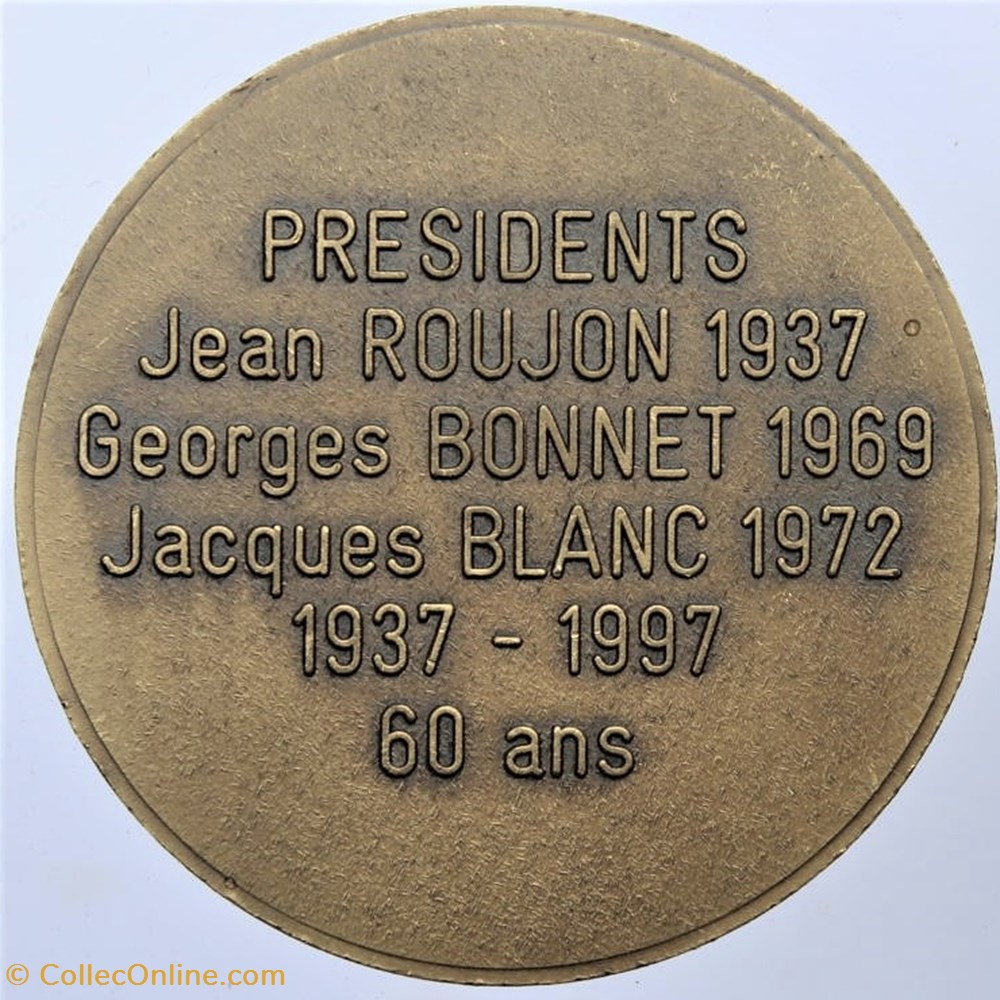 PRESIDENTS
Jean ROUJON 1937
Georges BONNET 1969
Jacques BLANC 1972
1937 - 1997
60 ans
© CollecOnline.com